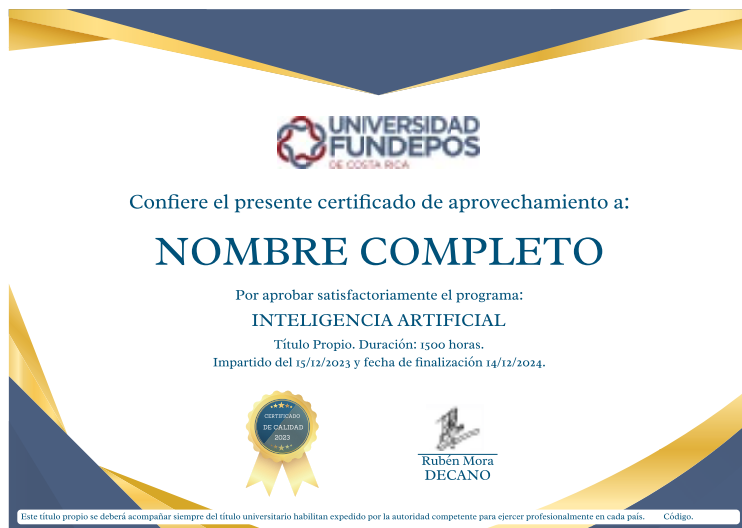 UNIVERSIDAD
FUNDEPOS
DE COSTA RICA
Confiere el presente certificado de aprovechamiento a:
NOMBRE COMPLETO
Por aprobar satisfactoriamente el programa:
INTELIGENCIA ARTIFICIAL
Título Propio. Duración: 1500 horas.
Impartido del 15/12/2023 y fecha de finalización 14/12/2024.
CERTIFICADO
DE CALIDAD
2023
Rubén Mora
DECANO
Este título propio se deberá acompañar siempre del título universitario habilitan expedido por la autoridad competente para ejercer profesionalmente en cada país. Código.